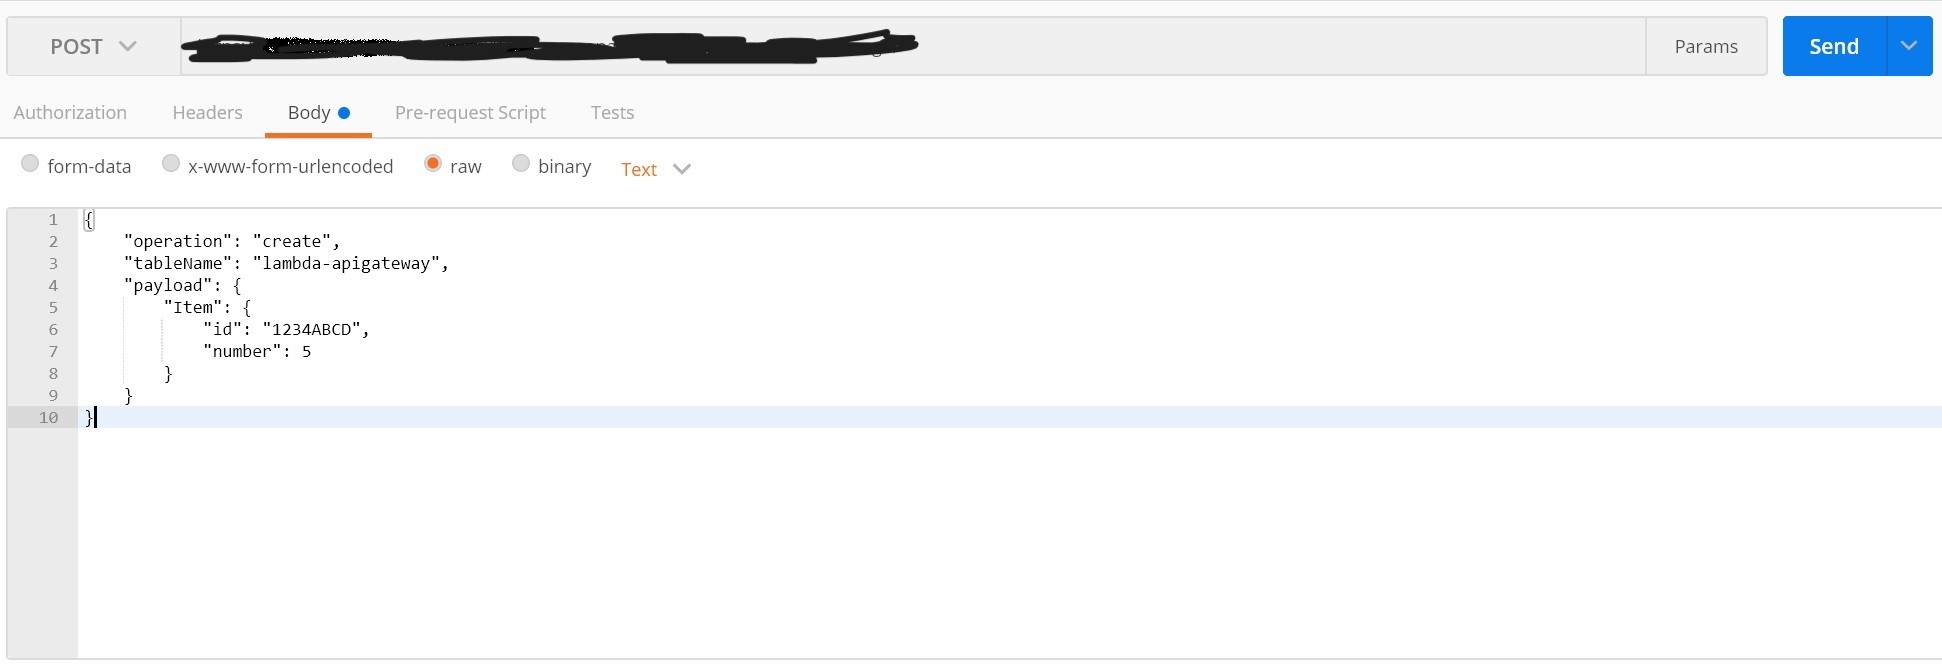 POST Params Send
Authorization Headers Body Pre-request Script Tests
form-data x-www-form-urlencoded raw binary Text
1 {
2 "operation": "create",
3 "tableName": "lambda-apigateway",
4 "payload": {
5 "Item": {
6 "id": "1234ABCD",
7 "number": 5
8 }
9 }
10 }